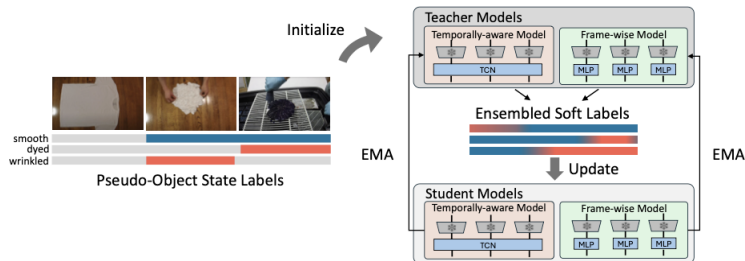 Initialize
Teacher Models
Temporally-aware Model
Frame-wise Model
TCN
MLP MLP MLP
Ensembled Soft Labels
smooth
dyed
wrinkled
Pseudo-Object State Labels
EMA
EMA
Update
Student Models
Temporally-aware Model
Frame-wise Model
TCN
MLP MLP MLP